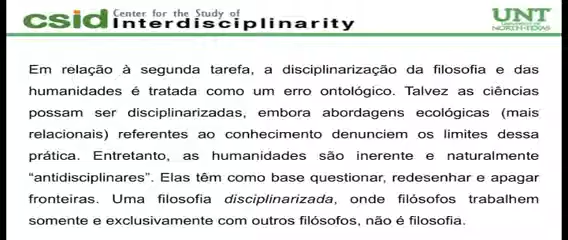 csid Center for the Study of
Interdisciplinarity
UNT
UNIVERSITY OF
NORTH TEXAS
Em relação à segunda tarefa, a disciplinarização da filosofia e das
humanidades é tratada como um erro ontológico. Talvez as ciências
possam ser disciplinarizadas, embora abordagens ecológicas (mais
relacionais) referentes ao conhecimento denunciem os limites dessa
prática. Entretanto, as humanidades são inerente e naturalmente
“antidisciplinares”. Elas têm como base questionar, redesenhar e apagar
fronteiras. Uma filosofia disciplinarizada, onde filósofos trabalhem
somente e exclusivamente com outros filósofos, não é filosofia.